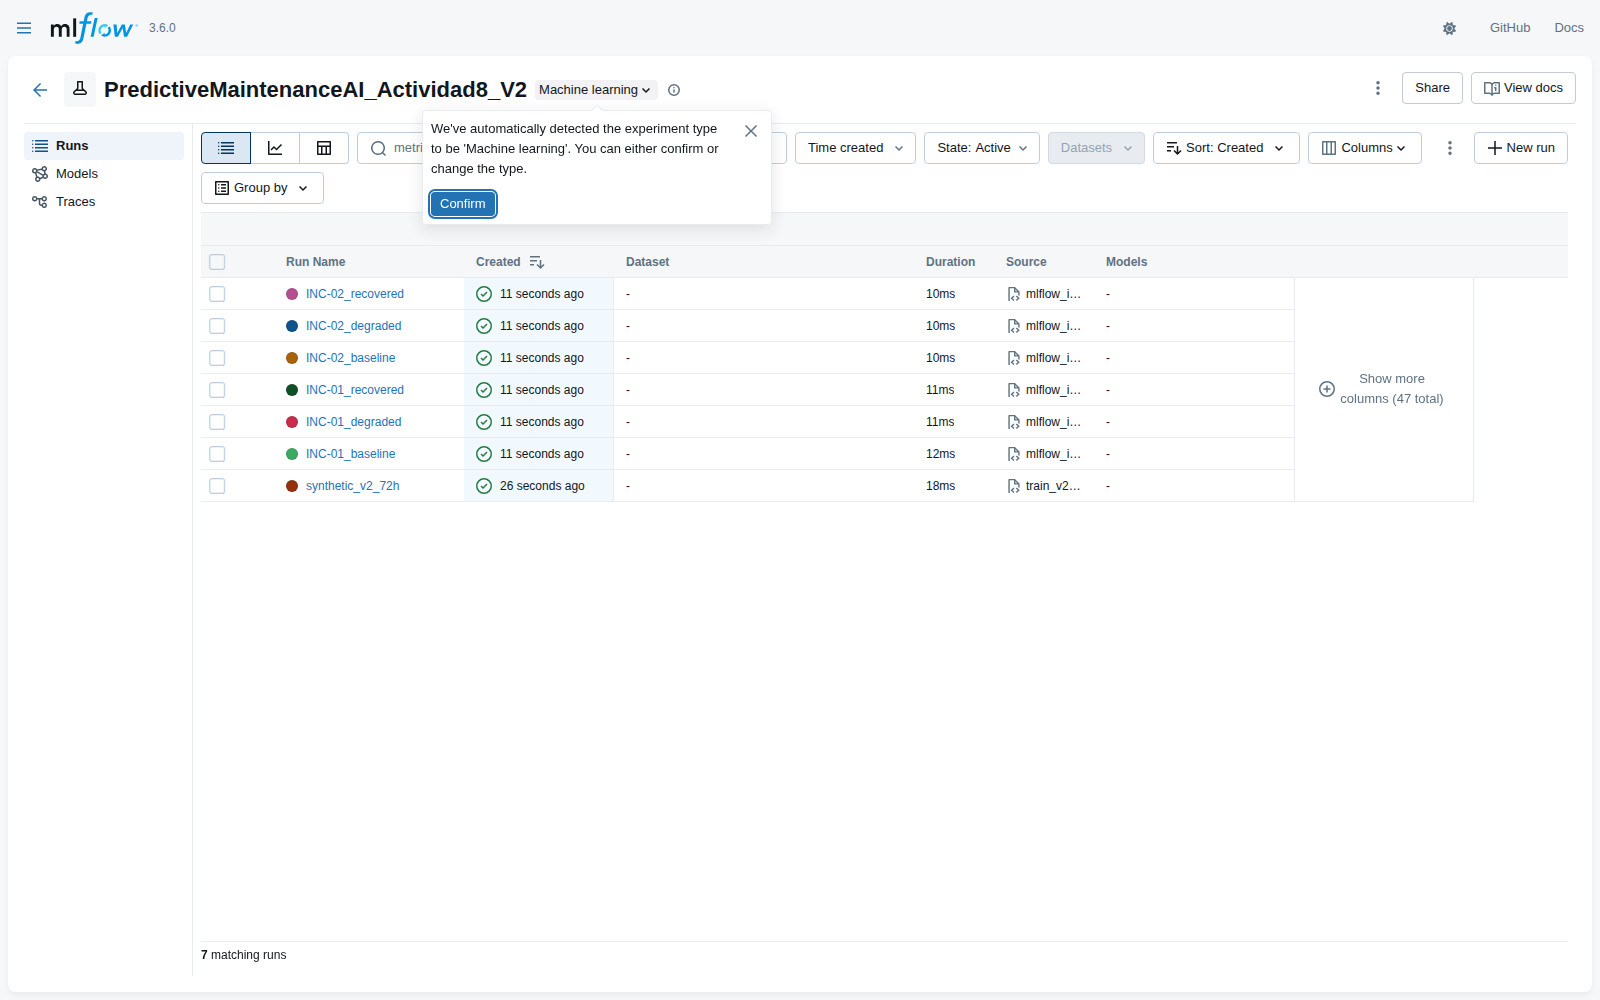 mlflow 3.6.0 GitHub Docs
PredictiveMaintenanceAI_Actividad8_V2 Machine learning Share View docs
We've automatically detected the experiment type
to be 'Machine learning'. You can either confirm or
change the type.
Confirm
Runs
Models
Traces
metri Time created State: Active Datasets Sort: Created Columns New run
Group by
Run Name Created Dataset Duration Source Models
INC-02_recovered 11 seconds ago - 10ms mlflow_i… -
INC-02_degraded 11 seconds ago - 10ms mlflow_i… -
INC-02_baseline 11 seconds ago - 10ms mlflow_i… -
INC-01_recovered 11 seconds ago - 11ms mlflow_i… -
INC-01_degraded 11 seconds ago - 11ms mlflow_i… -
INC-01_baseline 11 seconds ago - 12ms mlflow_i… -
synthetic_v2_72h 26 seconds ago - 18ms train_v2… -
Show more
columns (47 total)
7 matching runs